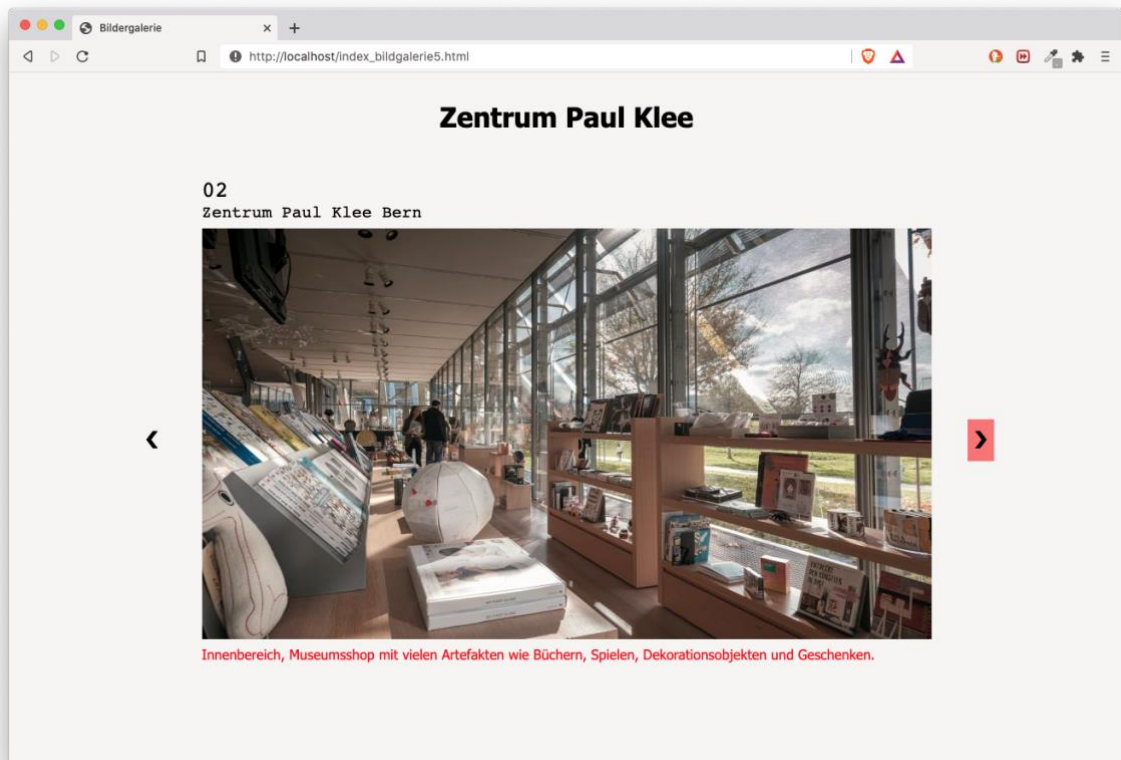 Bildergalerie
http://localhost/index_bildgalerie5.html
Zentrum Paul Klee
02
Zentrum Paul Klee Bern
Innenbereich, Museumsshop mit vielen Artefakten wie Büchern, Spielen, Dekorationsobjekten und Geschenken.